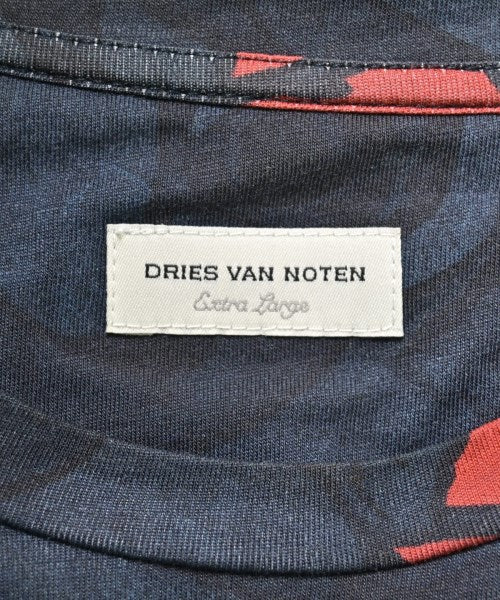 DRIES VAN NOTEN
Extra Large